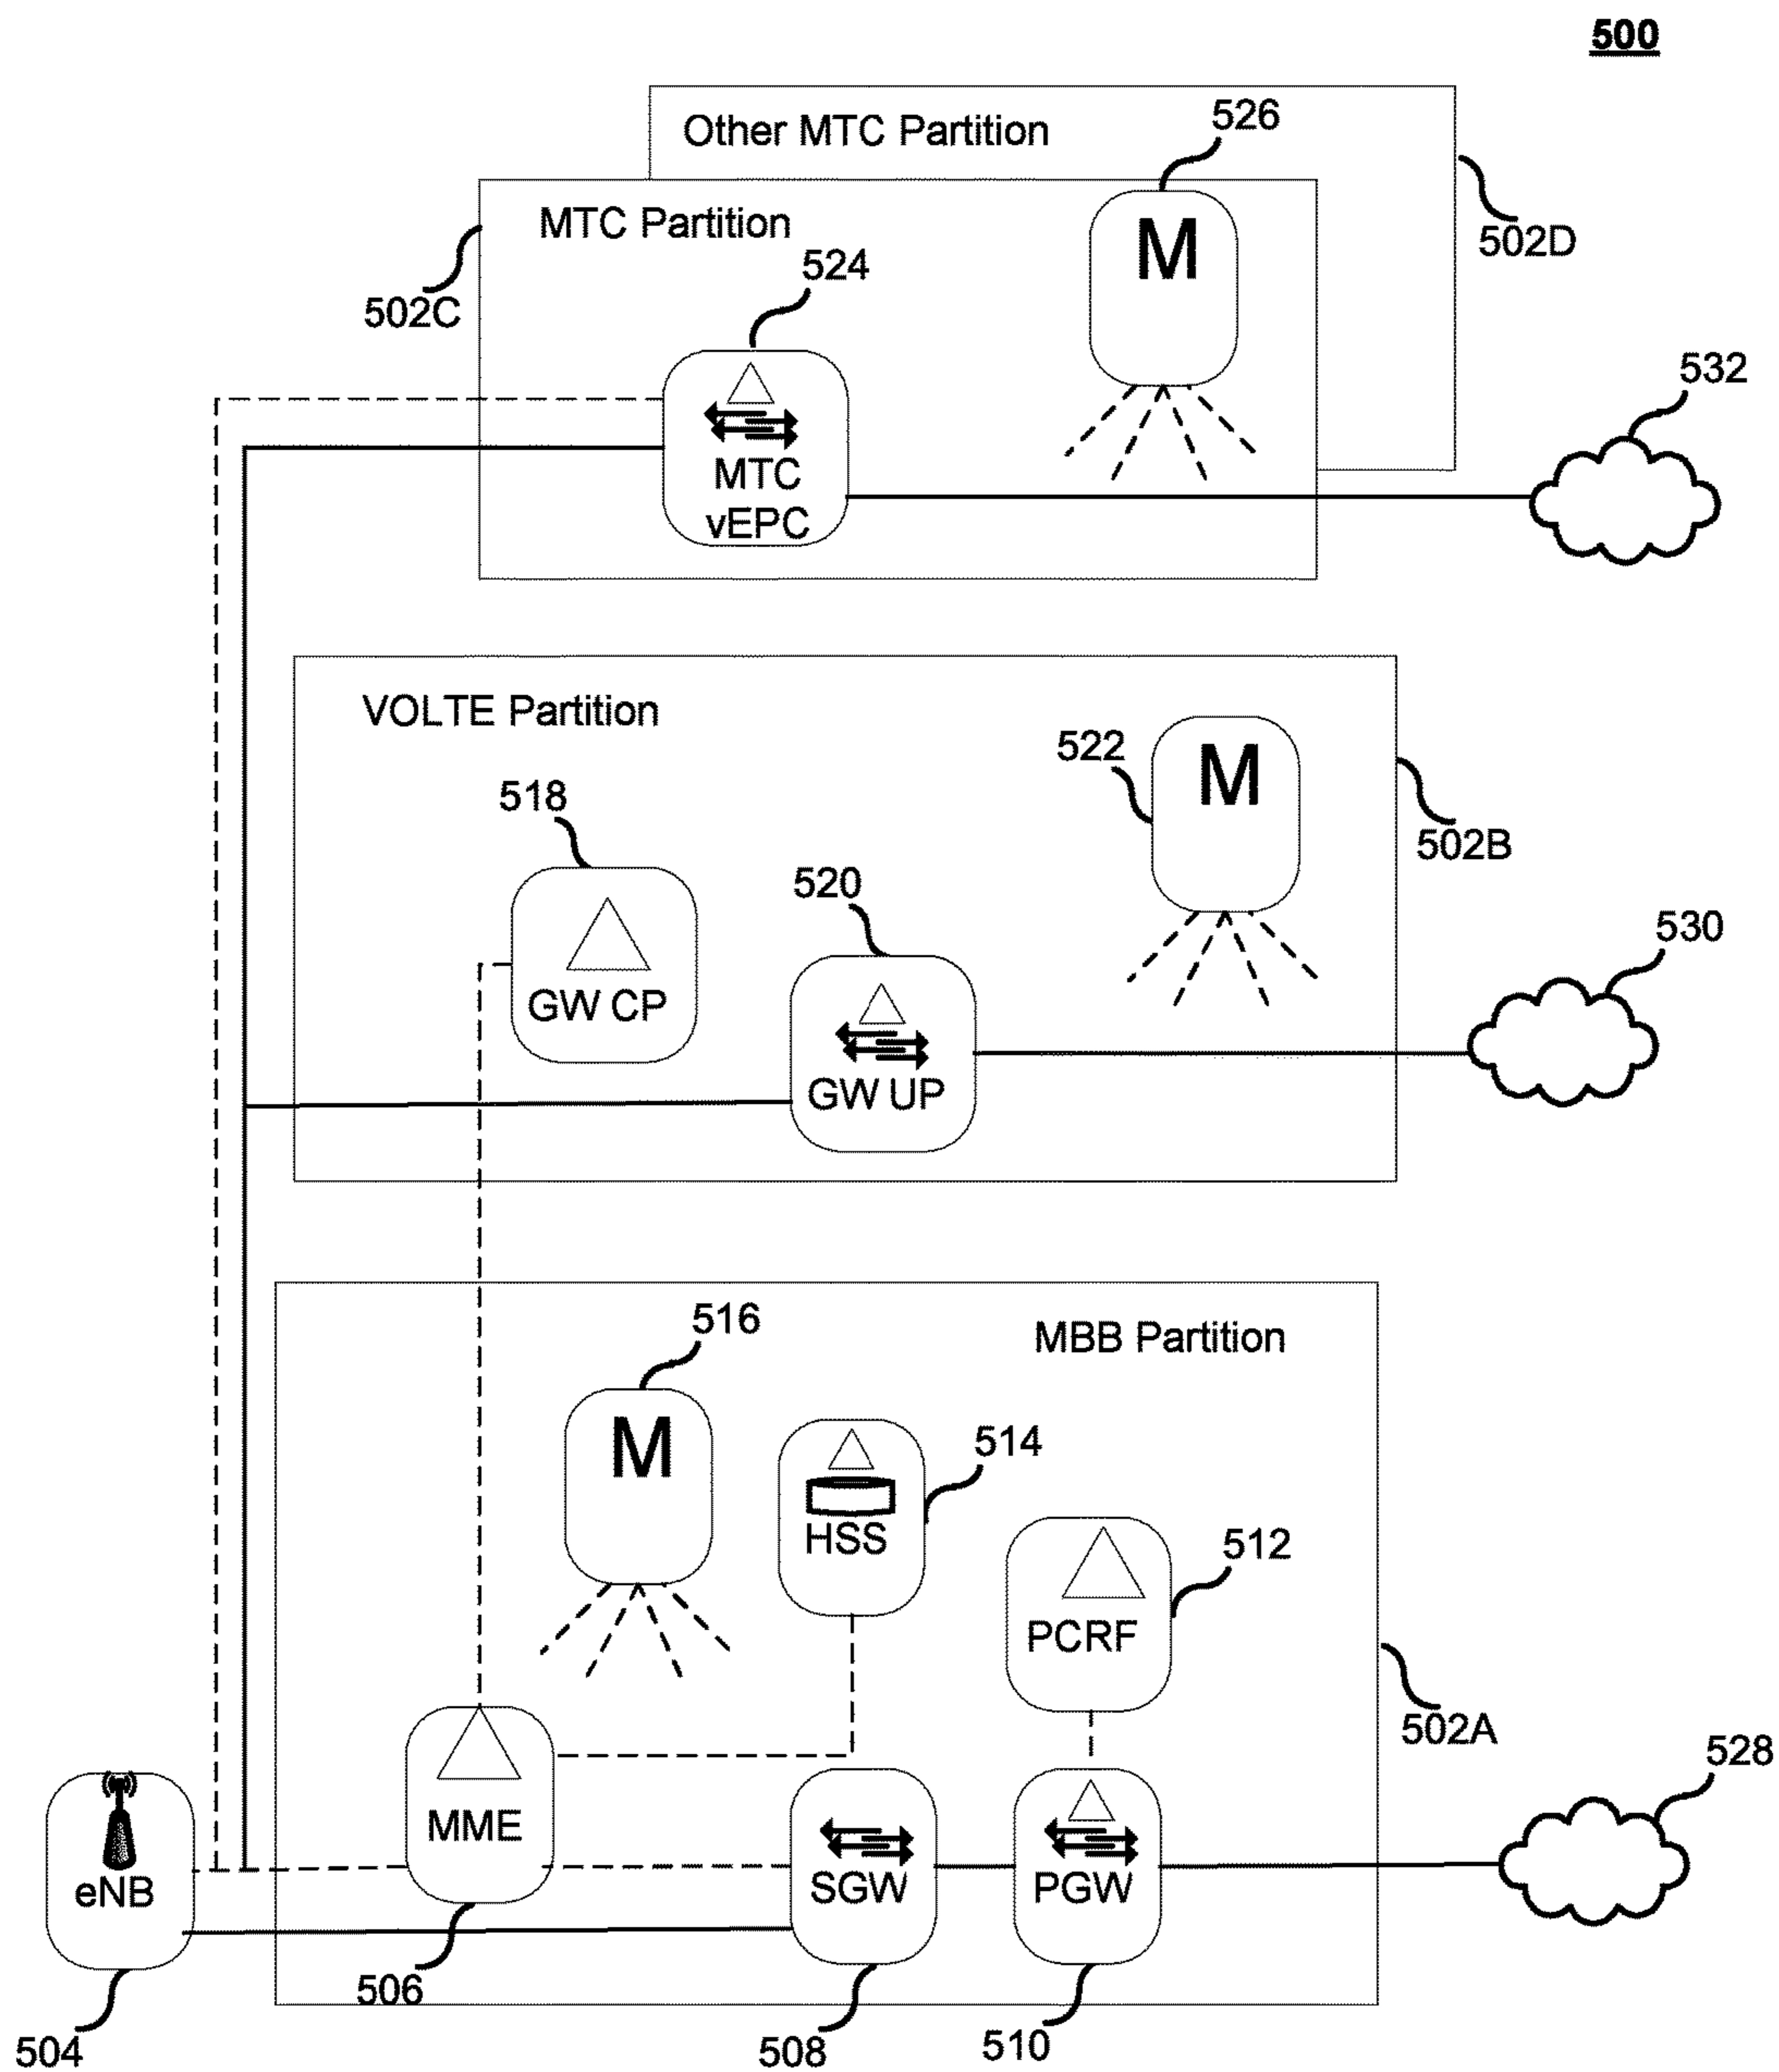 500
Other MTC Partition
526
MTC Partition
M
502D
524
502C
532
MTC
vEPC
VOLTE Partition
522
M
518
502B
520
530
GW CP
GW UP
516
MBB Partition
M
514
HSS
512
PCRF
502A
528
MME
eNB
SGW
PGW
506
504
508
510